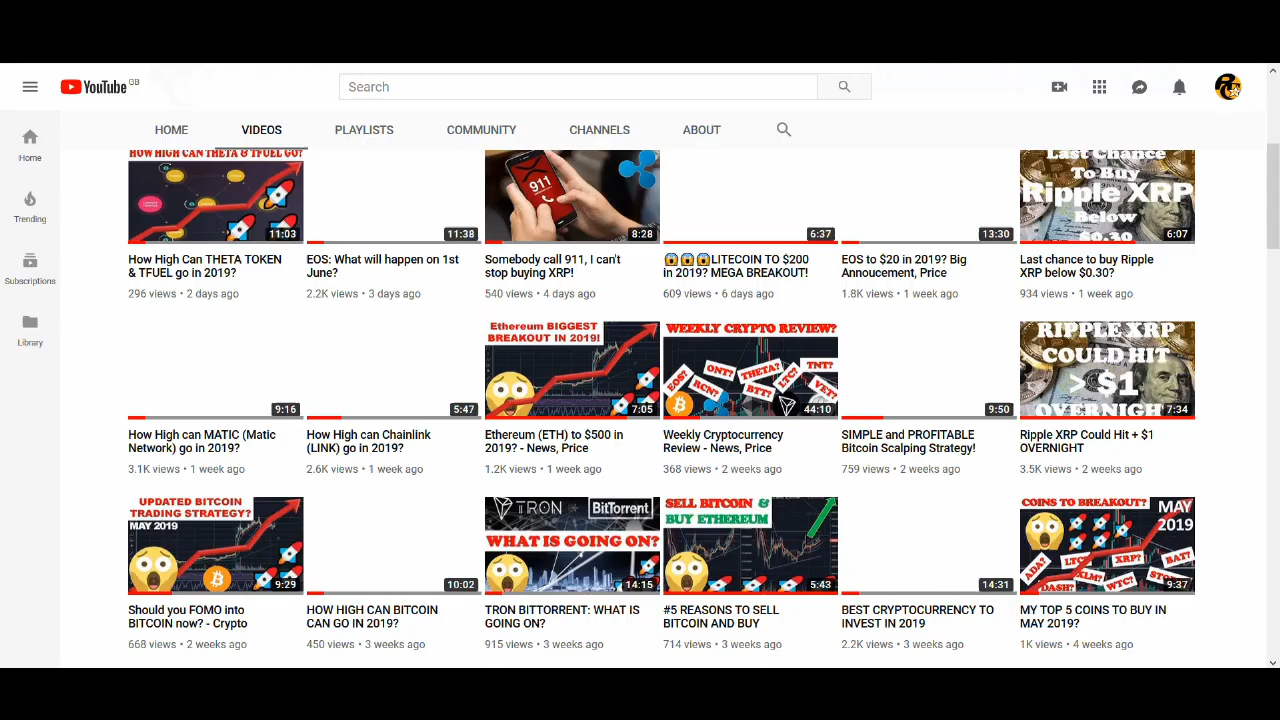 YouTube GB
Search
HOME VIDEOS PLAYLISTS COMMUNITY CHANNELS ABOUT
Home
Trending
Subscriptions
Library
HOW HIGH CAN THETA & TFUEL GO?
11:03
How High Can THETA TOKEN
& TFUEL go in 2019?
296 views • 2 days ago
11:38
EOS: What will happen on 1st
June?
2.2K views • 3 days ago
911
8:28
Somebody call 911, I can't
stop buying XRP!
540 views • 4 days ago
6:37
😱😱😱LITECOIN TO $200
in 2019? MEGA BREAKOUT!
609 views • 6 days ago
13:30
EOS to $20 in 2019? Big
Annoucement, Price
1.8K views • 1 week ago
Last Chance
To Buy
Ripple XRP
Below
$0.30
6:07
Last chance to buy Ripple
XRP below $0.30?
934 views • 1 week ago
9:16
How High can MATIC (Matic
Network) go in 2019?
3.1K views • 1 week ago
5:47
How High can Chainlink
(LINK) go in 2019?
2.6K views • 1 week ago
Ethereum BIGGEST
BREAKOUT IN 2019!
7:05
Ethereum (ETH) to $500 in
2019? - News, Price
1.2K views • 1 week ago
WEEKLY CRYPTO REVIEW?
EOS? ONT? THETA? LTC? TNT?
RCN? BTT? VET?
44:10
Weekly Cryptocurrency
Review - News, Price
368 views • 2 weeks ago
9:50
SIMPLE and PROFITABLE
Bitcoin Scalping Strategy!
759 views • 2 weeks ago
RIPPLE XRP
COULD HIT
> $1
OVERNIGH
7:34
Ripple XRP Could Hit + $1
OVERNIGHT
3.5K views • 2 weeks ago
UPDATED BITCOIN
TRADING STRATEGY?
MAY 2019
9:29
Should you FOMO into
BITCOIN now? - Crypto
668 views • 2 weeks ago
10:02
HOW HIGH CAN BITCOIN
CAN GO IN 2019?
450 views • 3 weeks ago
TRON BitTorrent
WHAT IS GOING ON?
14:15
TRON BITTORRENT: WHAT IS
GOING ON?
915 views • 3 weeks ago
SELL BITCOIN &
BUY ETHEREUM
5:43
#5 REASONS TO SELL
BITCOIN AND BUY
714 views • 3 weeks ago
14:31
BEST CRYPTOCURRENCY TO
INVEST IN 2019
2.2K views • 3 weeks ago
COINS TO BREAKOUT? MAY
2019
ADA? LTC? XRP? BAT?
DASH? XLM? WTC?
9:37
MY TOP 5 COINS TO BUY IN
MAY 2019?
1K views • 4 weeks ago